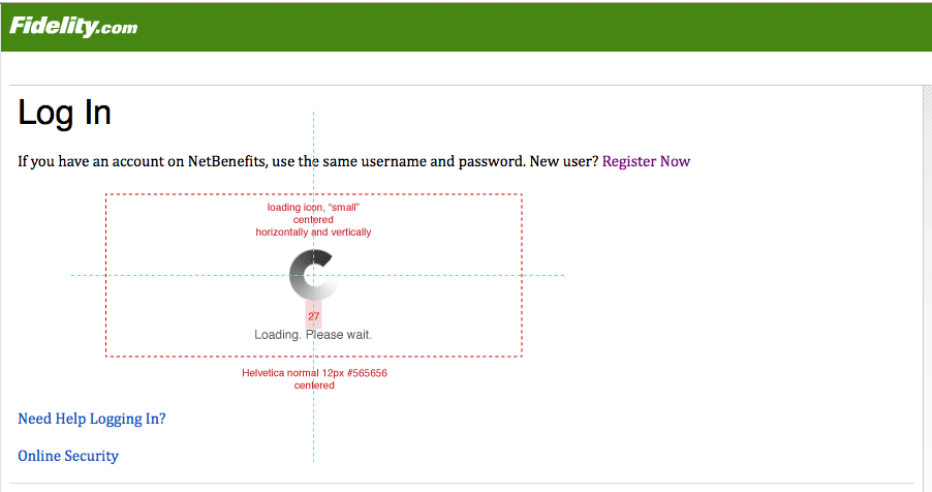 Fidelity.com
Log In
If you have an account on NetBenefits, use the same username and password. New user? Register Now
loading icon, “small”
centered
horizontally and vertically
27
Loading. Please wait.
Helvetica normal 12px #565656
centered
Need Help Logging In?
Online Security